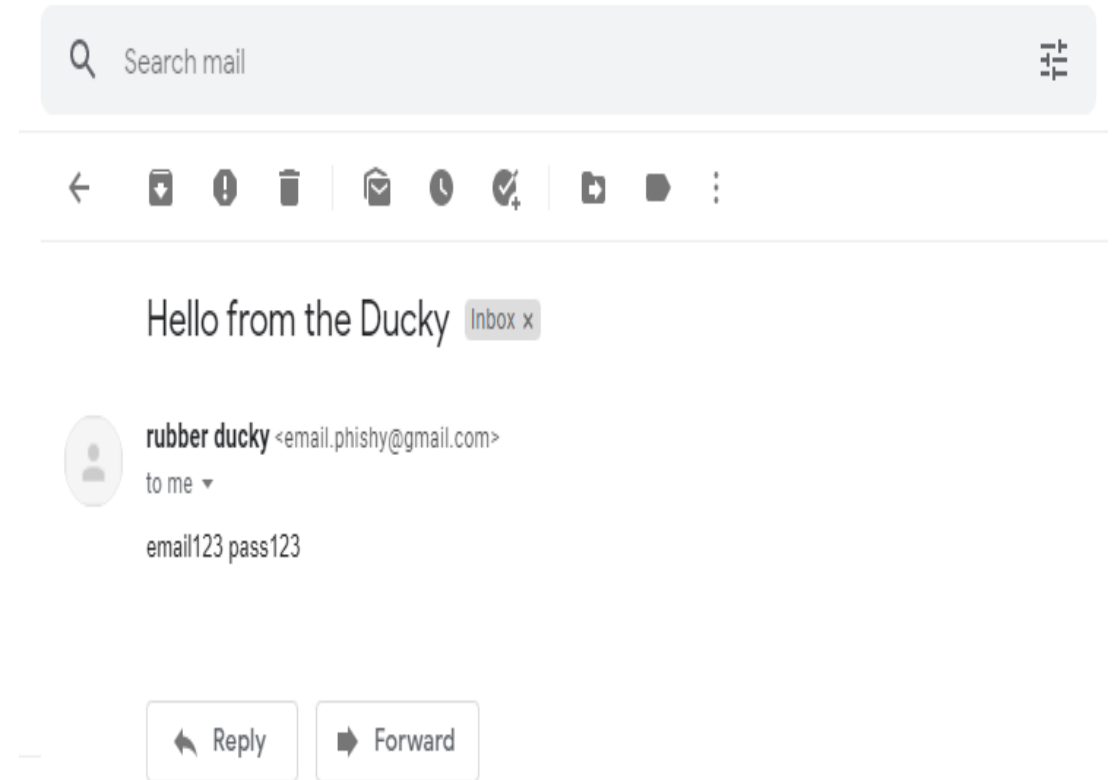 Search mail
Hello from the Ducky Inbox ×
rubber ducky <email.phishy@gmail.com>
to me
email123 pass123
Reply Forward